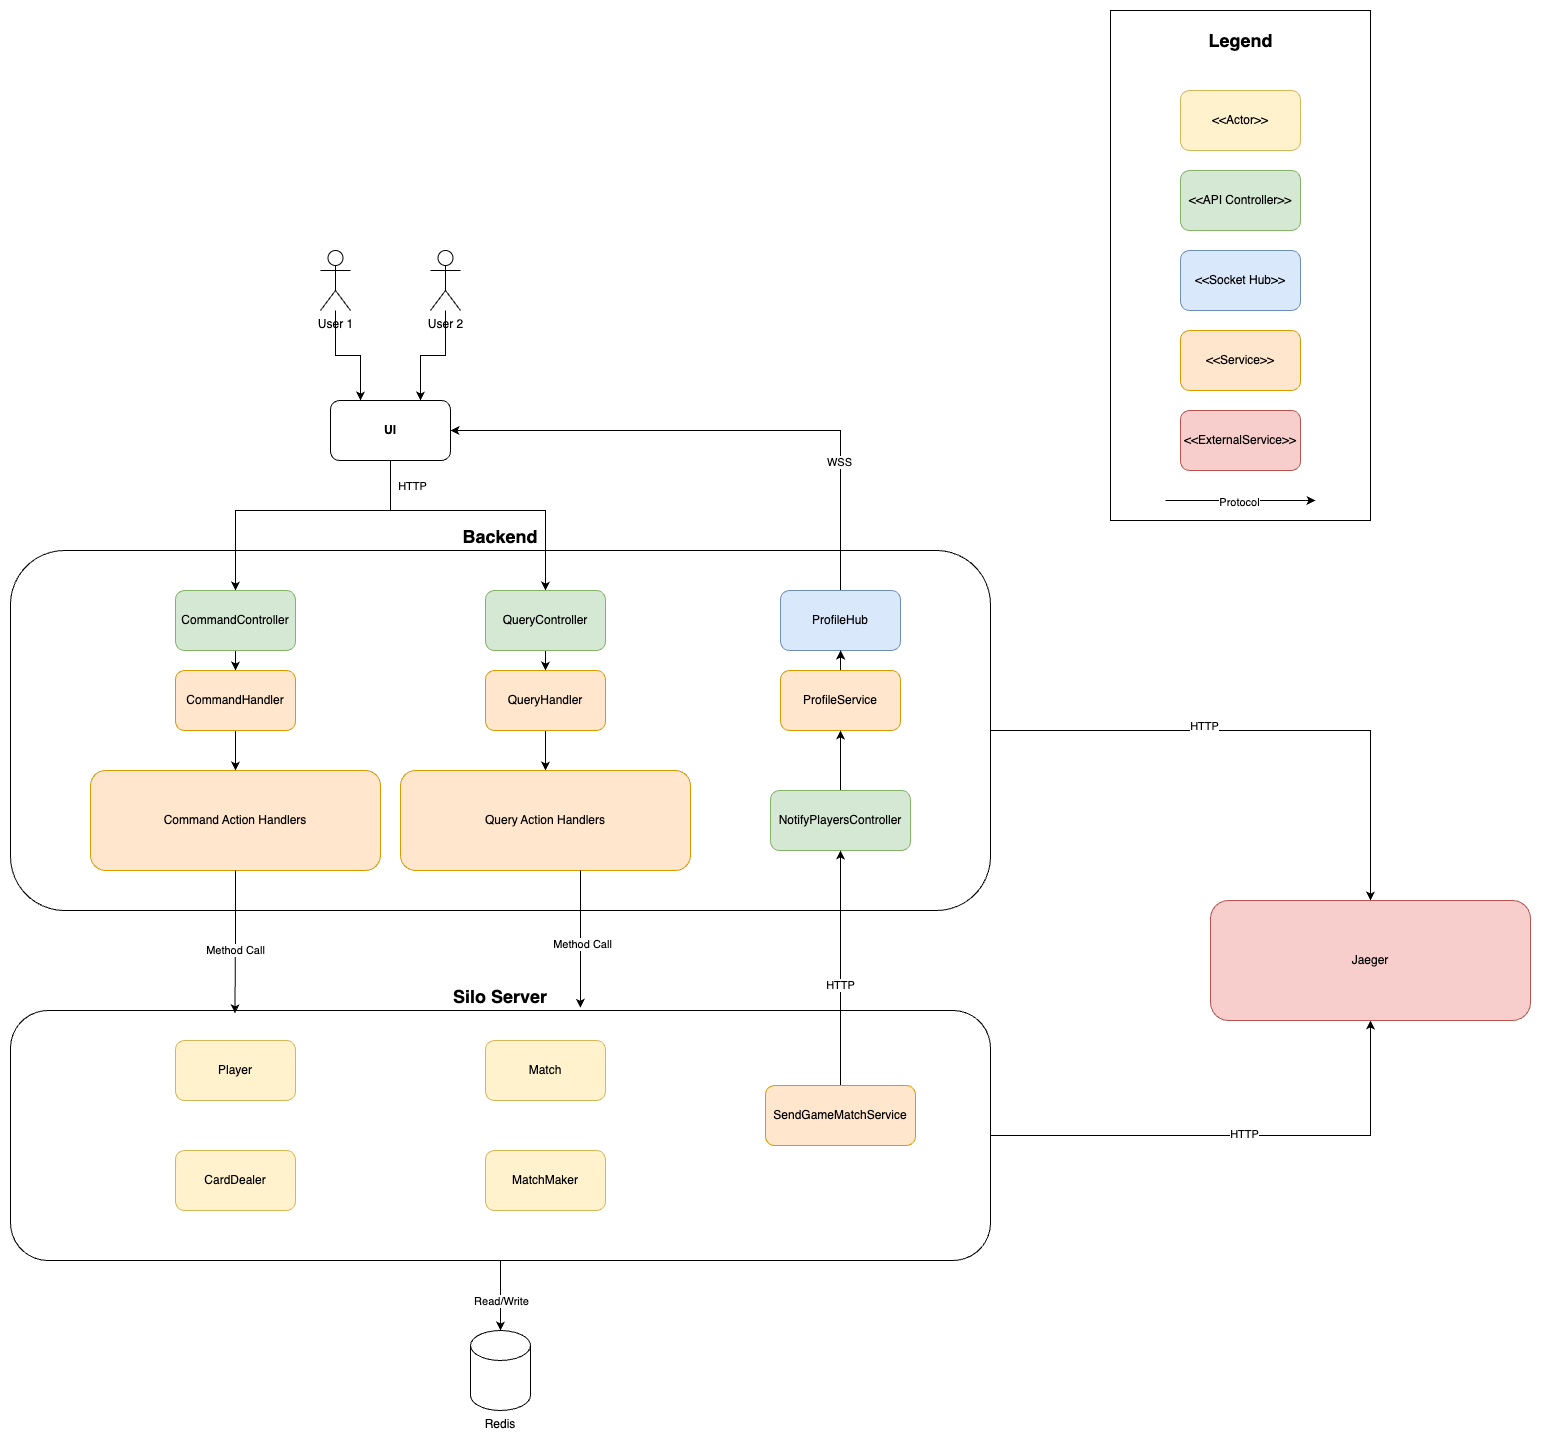 Legend
<<Actor>>
<<API Controller>>
<<Socket Hub>>
<<Service>>
<<ExternalService>>
Protocol
User 1
User 2
UI
WSS
HTTP
Backend
CommandController
QueryController
ProfileHub
CommandHandler
QueryHandler
ProfileService
HTTP
Command Action Handlers
Query Action Handlers
NotifyPlayersController
Method Call
Method Call
Jaeger
HTTP
Silo Server
Player
Match
SendGameMatchService
HTTP
CardDealer
MatchMaker
Read/Write
Redis